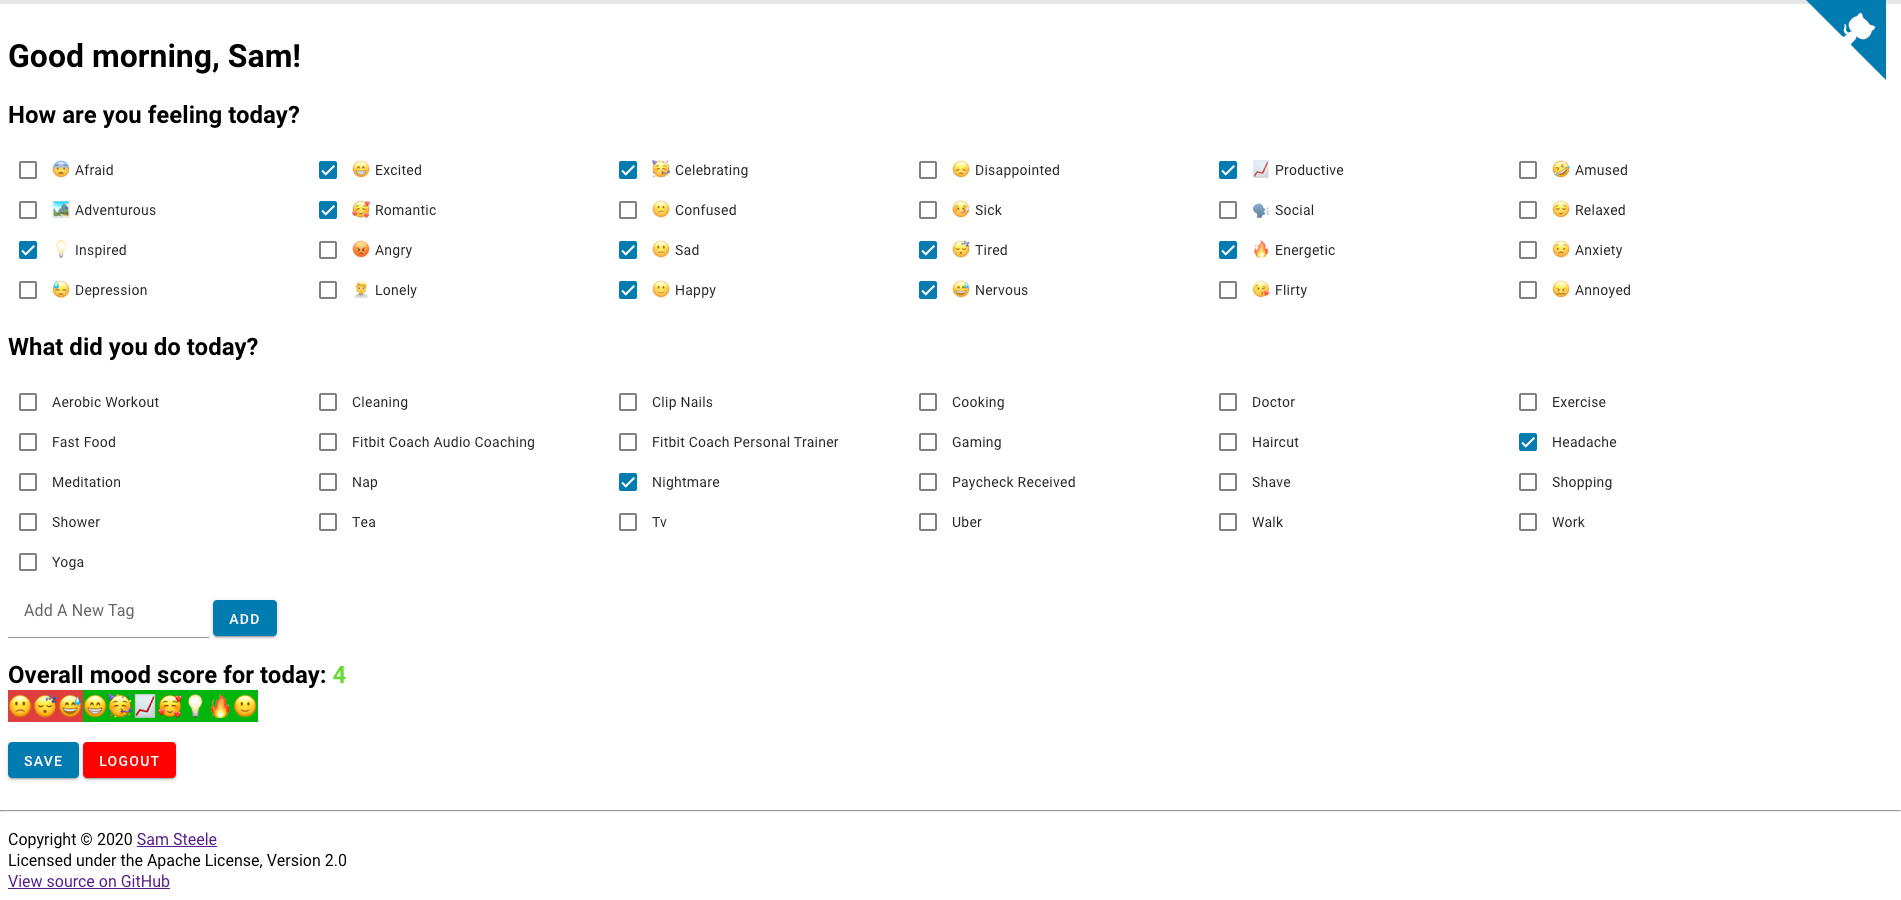 Good morning, Sam!
How are you feeling today?
😨 Afraid 😁 Excited 🥳 Celebrating 😞 Disappointed 📈 Productive 🤣 Amused
🏞️ Adventurous 🥰 Romantic 😕 Confused 🤒 Sick 🗣️ Social 😌 Relaxed
💡 Inspired 😡 Angry 🙁 Sad 😴 Tired 🔥 Energetic 😟 Anxiety
😓 Depression 🧍 Lonely 🙂 Happy 😅 Nervous 😘 Flirty 😖 Annoyed
What did you do today?
Aerobic Workout Cleaning Clip Nails Cooking Doctor Exercise
Fast Food Fitbit Coach Audio Coaching Fitbit Coach Personal Trainer Gaming Haircut Headache
Meditation Nap Nightmare Paycheck Received Shave Shopping
Shower Tea Tv Uber Walk Work
Yoga
Add A New Tag ADD
Overall mood score for today: 4
🙁😴😅😁🥳📈🥰💡🔥🙂
SAVE LOGOUT
Copyright © 2020 Sam Steele
Licensed under the Apache License, Version 2.0
View source on GitHub